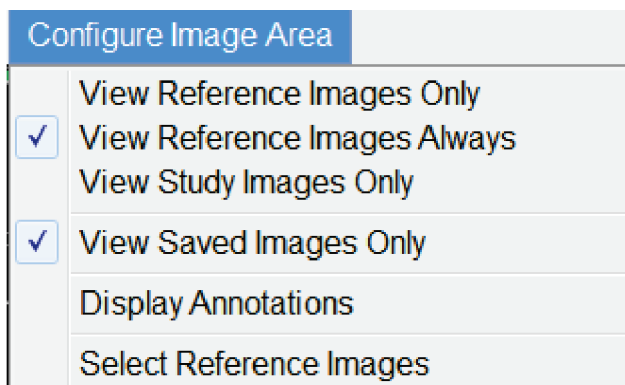 Configure Image Area
View Reference Images Only
View Reference Images Always
View Study Images Only
View Saved Images Only
Display Annotations
Select Reference Images